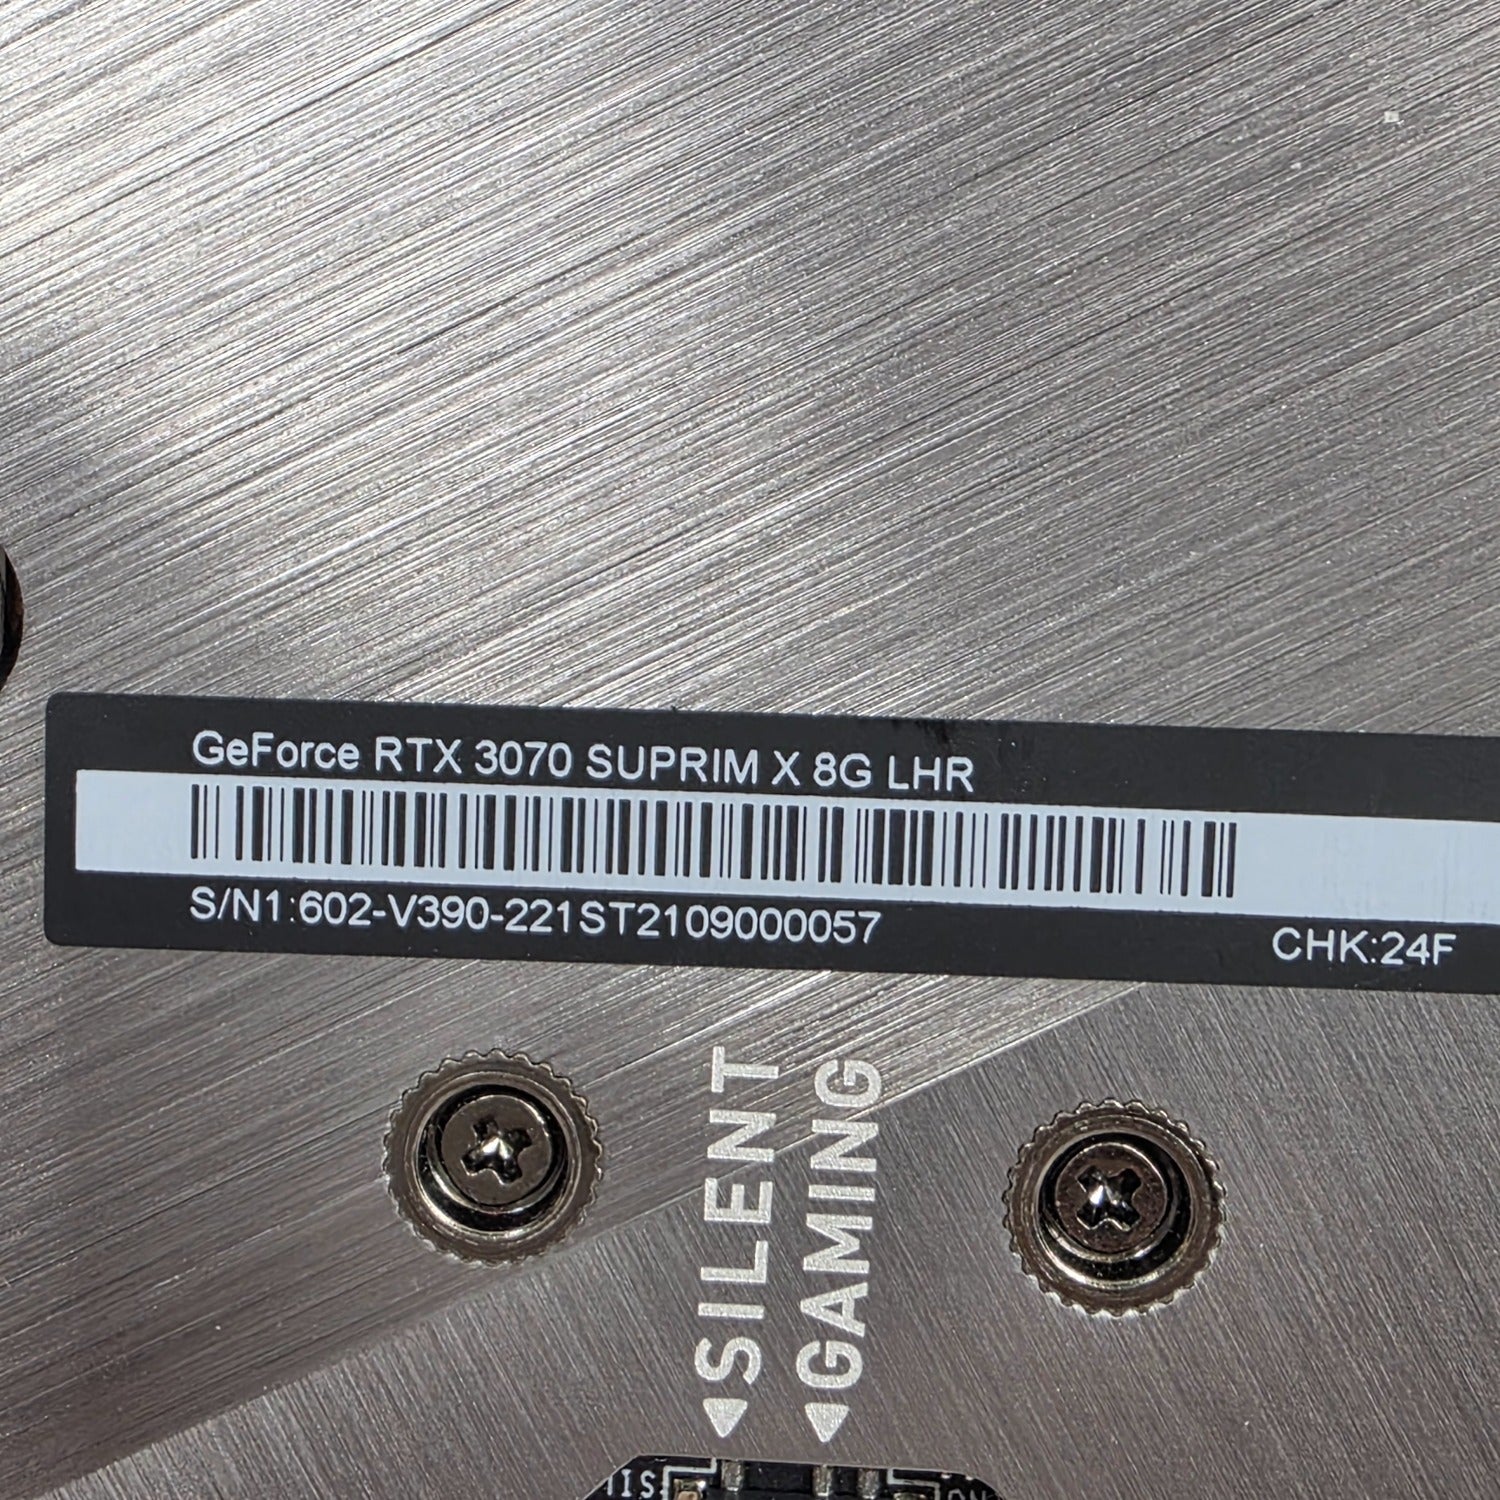 GeForce RTX 3070 SUPRIM X 8G LHR
S/N1:602-V390-221ST2109000057
CHK:24F
SILENT
GAMING